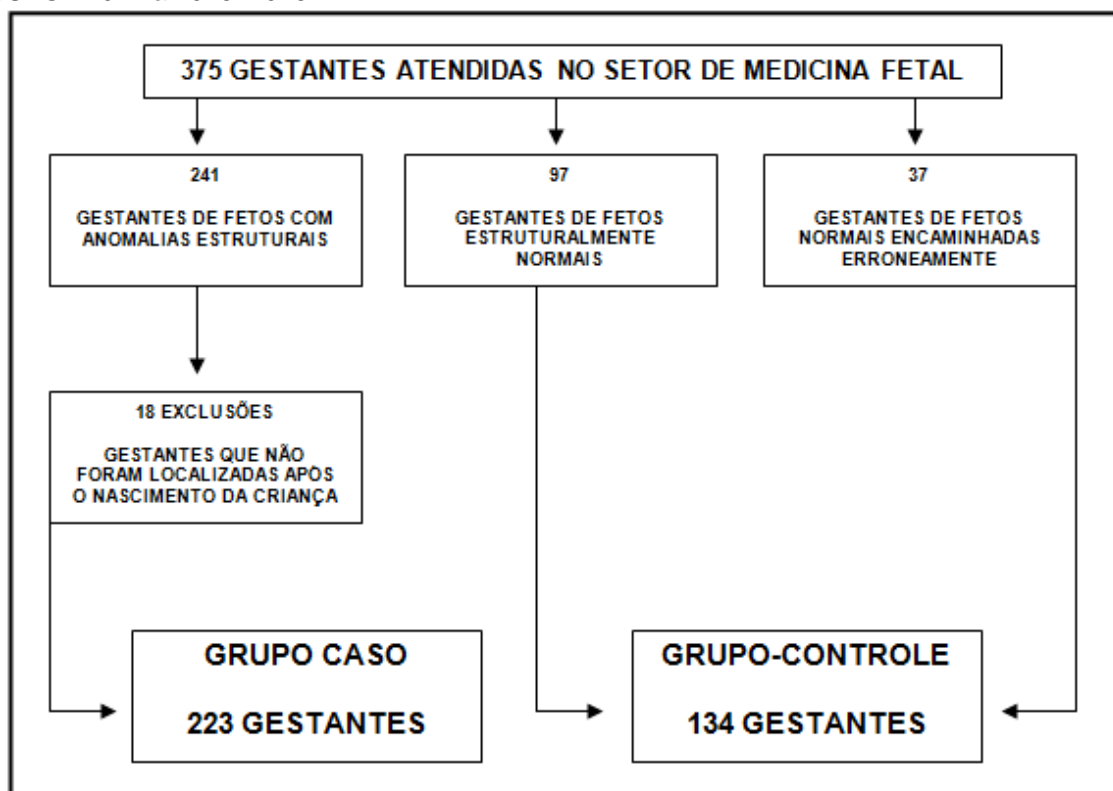 375 GESTANTES ATENDIDAS NO SETOR DE MEDICINA FETAL
241
GESTANTES DE FETOS COM
ANOMALIAS ESTRUTURAIS
97
GESTANTES DE FETOS
ESTRUTURALMENTE
NORMAIS
37
GESTANTES DE FETOS
NORMAIS ENCAMINHADAS
ERRONEAMENTE
18 EXCLUSÕES
GESTANTES QUE NÃO
FORAM LOCALIZADAS APÓS
O NASCIMENTO DA CRIANÇA
GRUPO CASO
223 GESTANTES
GRUPO-CONTROLE
134 GESTANTES